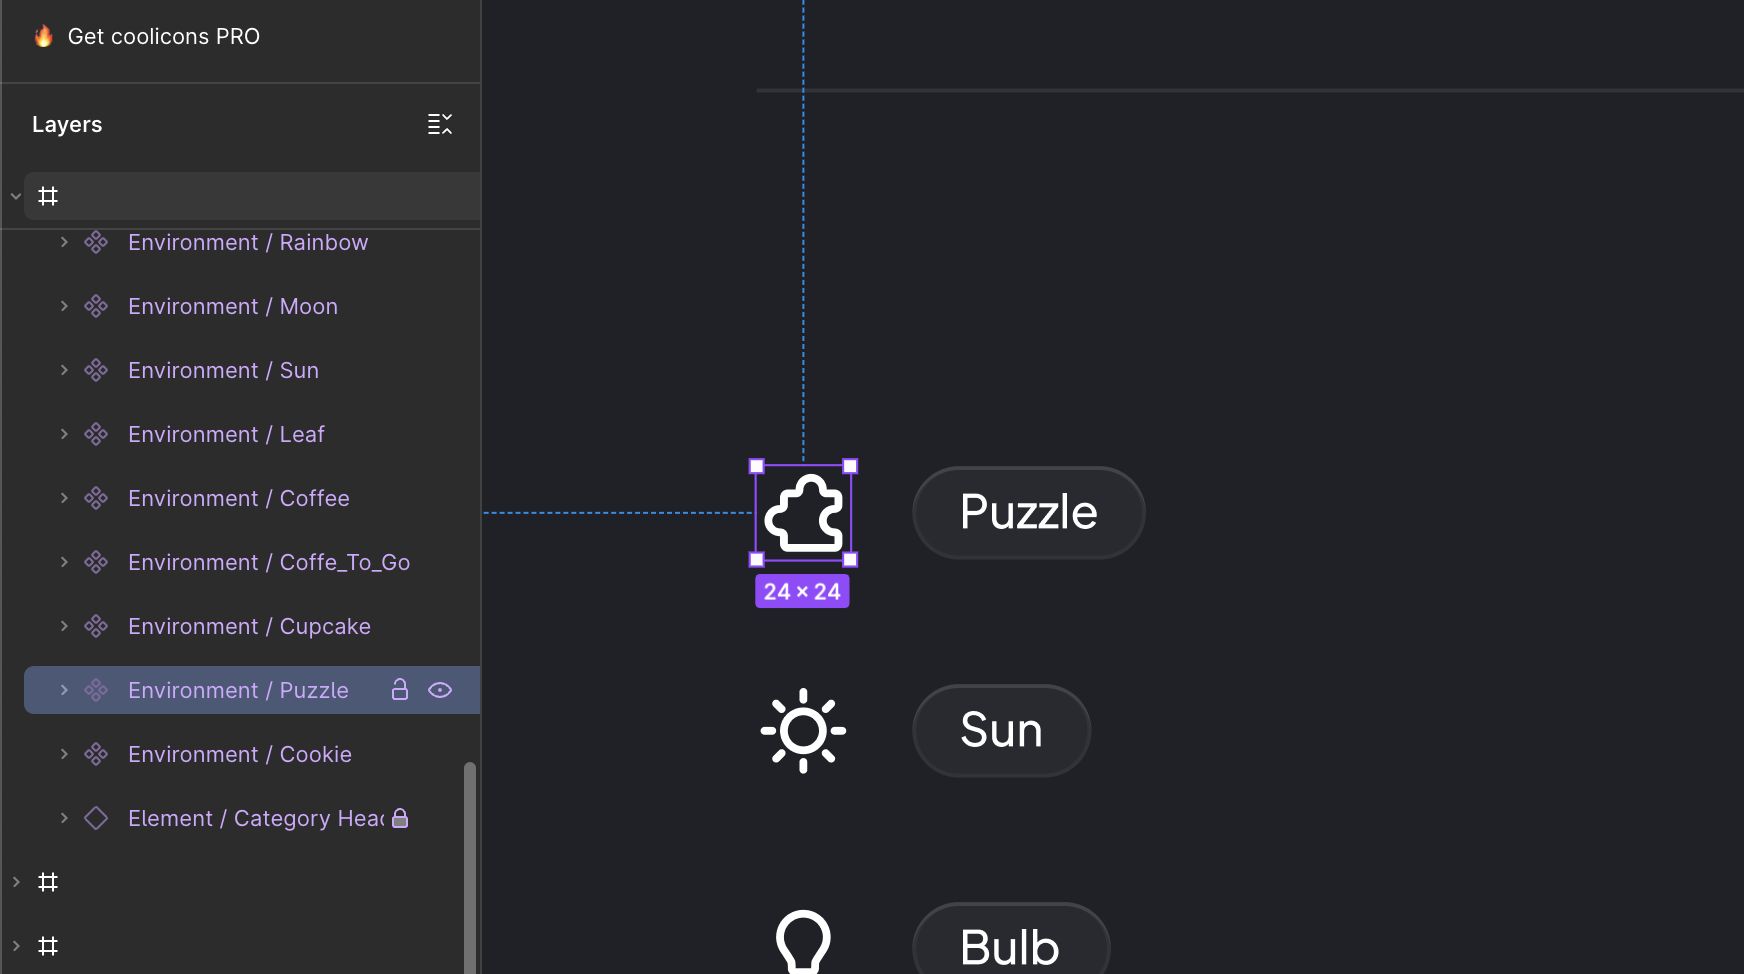 Get coolicons PRO
Layers
Environment / Rainbow
Environment / Moon
Environment / Sun
Environment / Leaf
Environment / Coffee
Environment / Coffe_To_Go
Environment / Cupcake
Environment / Puzzle
Environment / Cookie
Element / Category Head
Puzzle
24 × 24
Sun
Bulb